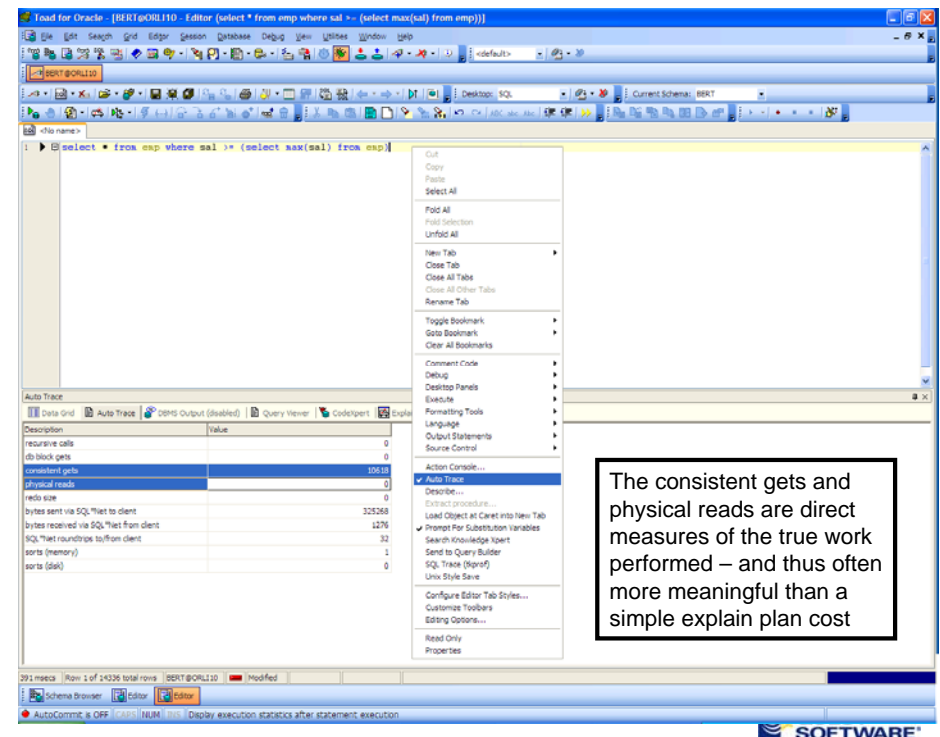 Toad for Oracle - [BERT@ORLI10 - Editor (select * from emp where sal >= (select max(sal) from emp))]
File Edit Search Grid Editor Session Database Debug View Utilities Window Help
<default>
BERT@ORLI10
Desktop: SQL Current Schema: BERT
<No name>
1 select * from emp where sal >= (select max(sal) from emp)
Cut
Copy
Paste
Select All
Fold All
Fold Selection
Unfold All
New Tab
Close Tab
Close All Tabs
Close All Other Tabs
Rename Tab
Toggle Bookmark
Goto Bookmark
Clear All Bookmarks
Comment Code
Debug
Desktop Panels
Execute
Formatting Tools
Language
Output Statements
Source Control
Action Console...
Auto Trace
Describe...
Extract procedure...
Load Object at Caret into New Tab
Prompt For Substitution Variables
Search Knowledge Xpert
Send to Query Builder
SQL Trace (tkprof)
Unix Style Save
Configure Editor Tab Styles...
Customize Toolbars
Editing Options...
Read Only
Properties
Auto Trace
Data Grid Auto Trace DBMS Output (disabled) Query Viewer CodeXpert Explai
Description Value
recursive calls 0
db block gets 0
consistent gets 10618
physical reads 0
redo size 0
bytes sent via SQL*Net to client 325268
bytes received via SQL*Net from client 1276
SQL*Net roundtrips to/from client 32
sorts (memory) 1
sorts (disk) 0
The consistent gets and
physical reads are direct
measures of the true work
performed – and thus often
more meaningful than a
simple explain plan cost
391 msecs Row 1 of 14336 total rows BERT@ORLI10 Modified
Schema Browser Editor Editor
AutoCommit is OFF CAPS NUM INS Display execution statistics after statement execution
SOFTWARE